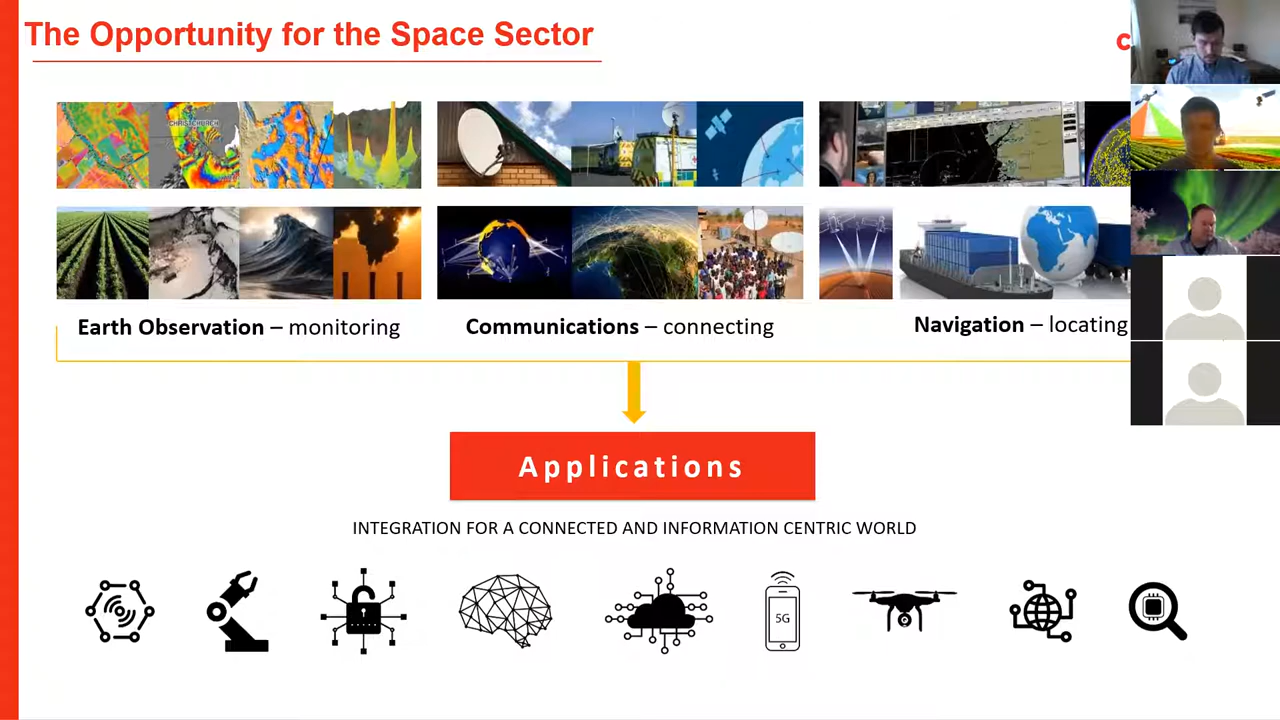 The Opportunity for the Space Sector
c
CHRISTCHURCH
Earth Observation – monitoring
Communications – connecting
Navigation – locating
Applications
INTEGRATION FOR A CONNECTED AND INFORMATION CENTRIC WORLD
5G